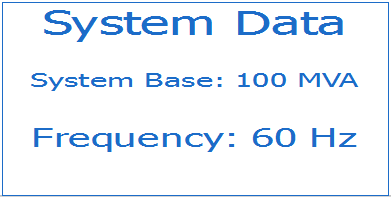 System Data
System Base: 100 MVA
Frequency: 60 Hz